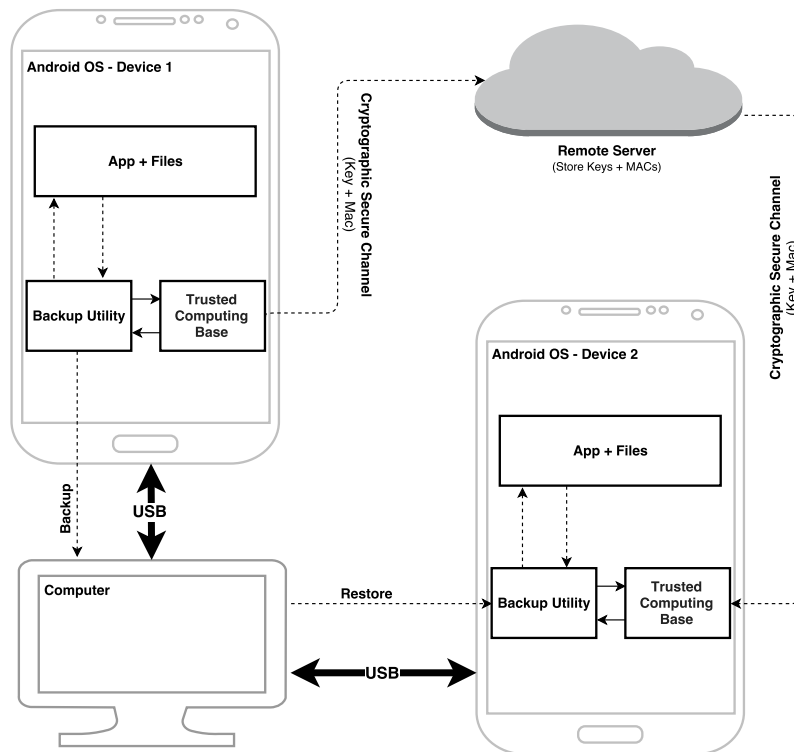 Android OS - Device 1
App + Files
Backup Utility
Trusted
Computing
Base
Cryptographic Secure Channel
(Key + Mac)
Remote Server
(Store Keys + MACs)
Cryptographic Secure Channel
(Key + Mac)
Android OS - Device 2
App + Files
Backup Utility
Trusted
Computing
Base
Backup
USB
Computer
Restore
USB